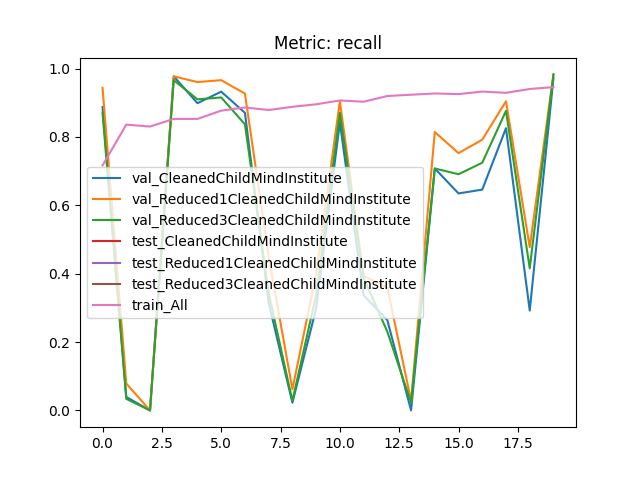 Metric: recall
1.0
0.8
0.6
0.4
0.2
0.0
val_CleanedChildMindInstitute
val_Reduced1CleanedChildMindInstitute
val_Reduced3CleanedChildMindInstitute
test_CleanedChildMindInstitute
test_Reduced1CleanedChildMindInstitute
test_Reduced3CleanedChildMindInstitute
train_All
0.0 2.5 5.0 7.5 10.0 12.5 15.0 17.5